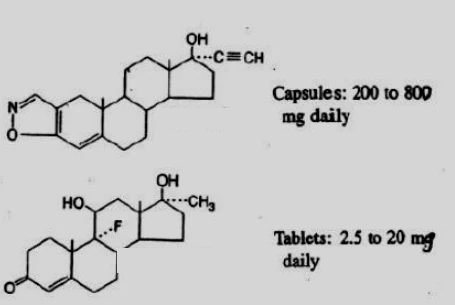 OH
C≡CH
N
O
Capsules: 200 to 800
mg daily
OH
HO
CH₃
F
O
Tablets: 2.5 to 20 mg
daily